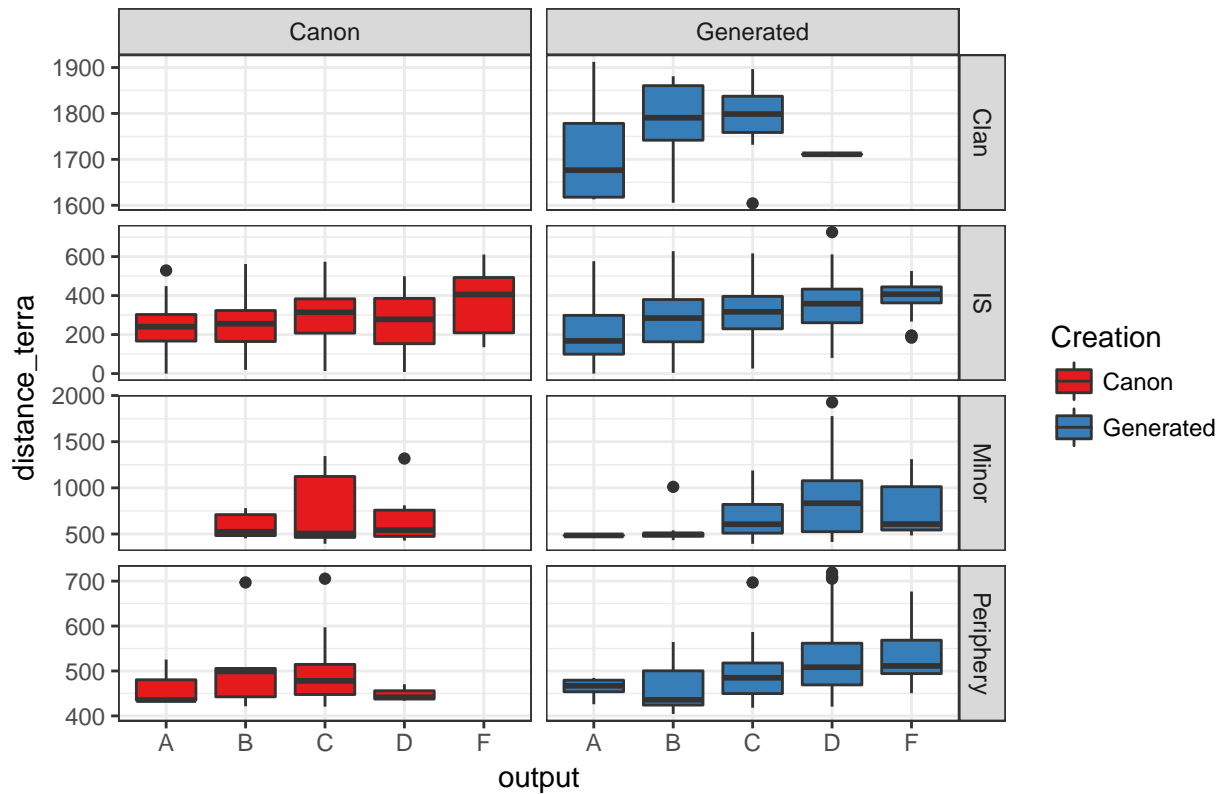 Canon Generated
1900
1800
1700
1600
Clan
600
400
200
0
IS
2000
1500
1000
500
Minor
700
600
500
400
Periphery
A B C D F A B C D F
output
distance_terra
Creation
Canon
Generated